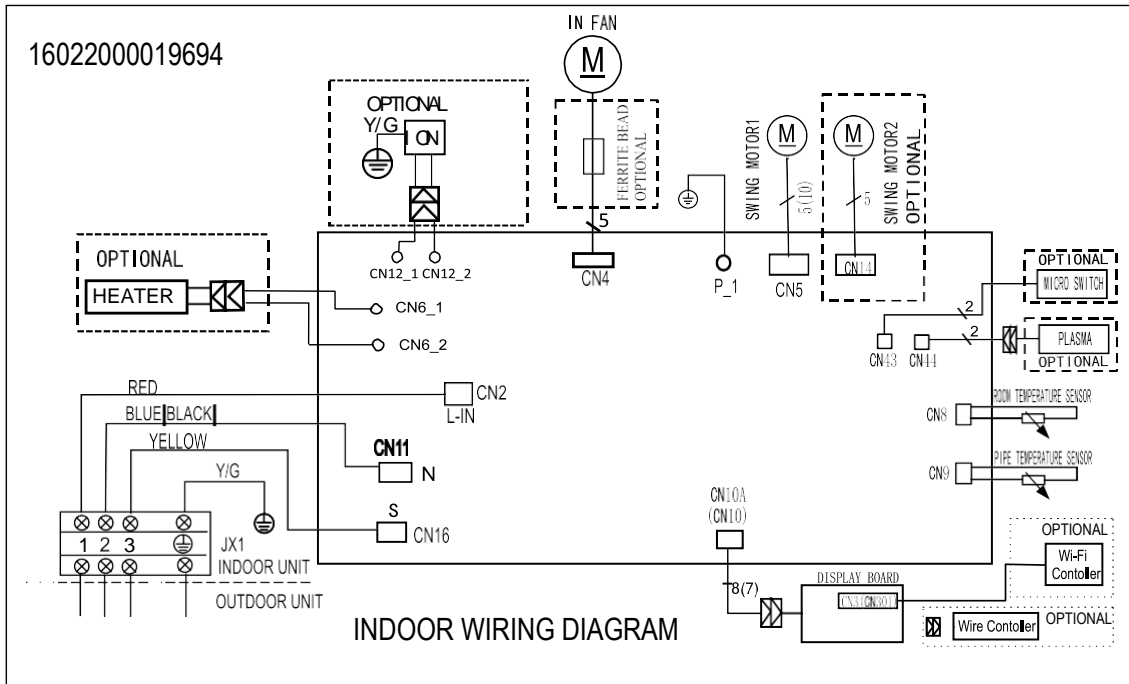 IN FAN
16022000019694
M
OPTIONAL
Y/G
ON
FERRITE BEAD
OPTIONAL
5
SWING MOTOR1
M
5(10)
M
5
SWING MOTOR2
OPTIONAL
CN12_1
CN12_2
CN4
P_1
CN5
CN14
OPTIONAL
HEATER
CN6_1
CN6_2
OPTIONAL
MICRO SWITCH
2
2
PLASMA
OPTIONAL
CN43
CN44
RED
CN2
L-IN
BLUE(BLACK)
CN11
N
YELLOW
Y/G
S
CN16
CN8
ROOM TEMPERATURE SENSOR
CN9
PIPE TEMPERATURE SENSOR
CN10A
(CN10)
1 2 3
JX1
INDOOR UNIT
OUTDOOR UNIT
8(7)
DISPLAY BOARD
CN3(CN301)
OPTIONAL
Wi-Fi
Contoller
Wire Contoller
OPTIONAL
INDOOR WIRING DIAGRAM